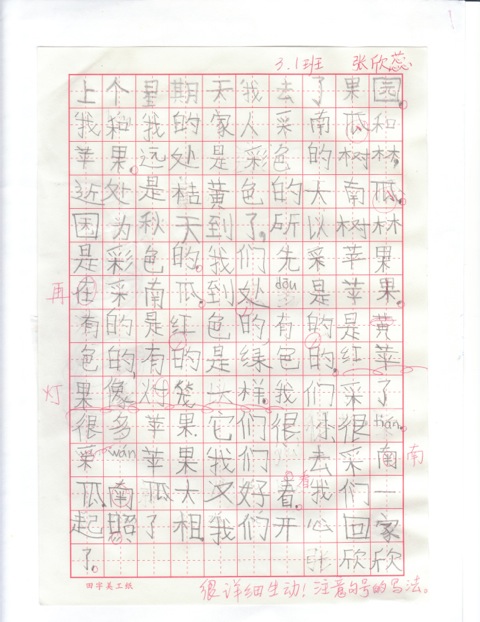 3.1班 张欣蕊
上个星期天我去了果园。
我和我的家人采南瓜和
苹果。远处是彩色的树林,
近处是桔黄色的大南瓜。
因为秋天到了,所以树林
是彩色的。我们先采苹果
再 在采南瓜。到处dōu是苹果。
有的是红色的有的是黄
色的,有的是绿色的。红苹
灯 果像灯笼一样。我们采了
很多苹果它们很小很tián。
采wán苹果我们去采南 南
瓜。南瓜大又好看。我们一 看
起照了相。我们开心回家
了。 张欣欣
田字美工纸
很详细生动!注意句号的写法。